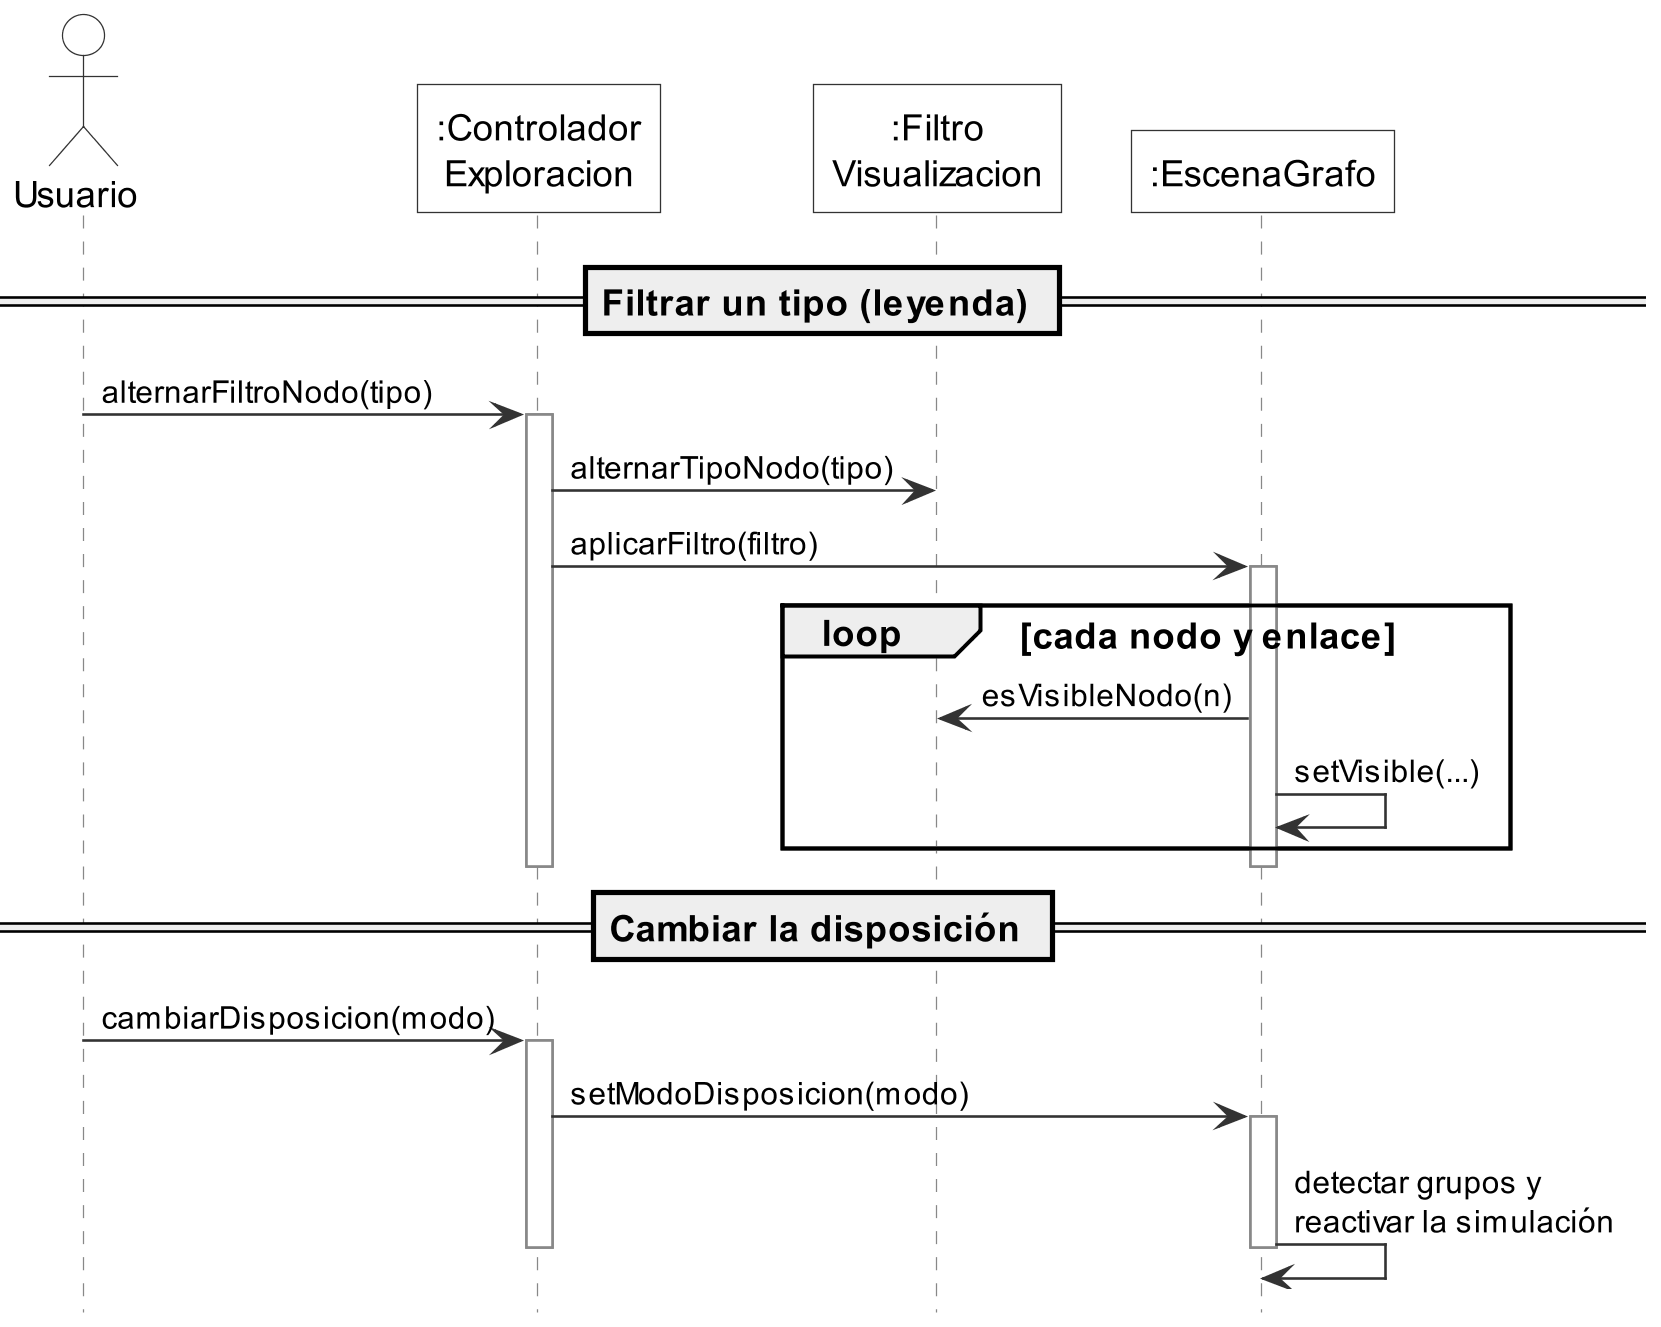 Usuario
:Controlador
Exploracion
:Filtro
Visualizacion
:EscenaGrafo
Filtrar un tipo (leyenda)
alternarFiltroNodo(tipo)
alternarTipoNodo(tipo)
aplicarFiltro(filtro)
loop
[cada nodo y enlace]
esVisibleNodo(n)
setVisible(...)
Cambiar la disposición
cambiarDisposicion(modo)
setModoDisposicion(modo)
detectar grupos y
reactivar la simulación